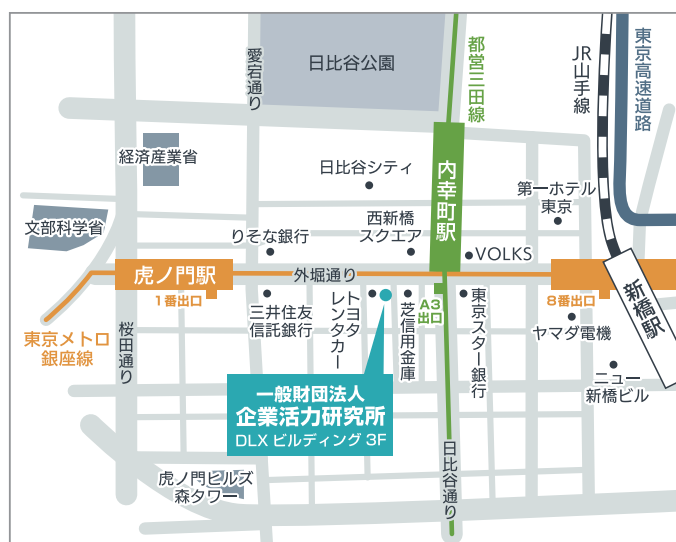 愛宕通り
日比谷公園
都営三田線
JR山手線
東京高速道路
経済産業省
日比谷シティ
内幸町駅
第一ホテル
東京
文部科学省
りそな銀行
西新橋
スクエア
VOLKS
虎ノ門駅
外堀通り
新橋駅
1番出口
三井住友
信託銀行
トヨタ
レンタカー
芝信用金庫
A3
出口
東京スター銀行
8番出口
ヤマダ電機
東京メトロ
銀座線
桜田通り
ニュー
新橋ビル
一般財団法人
企業活力研究所
DLX ビルディング 3F
日比谷通り
虎ノ門ヒルズ
森タワー